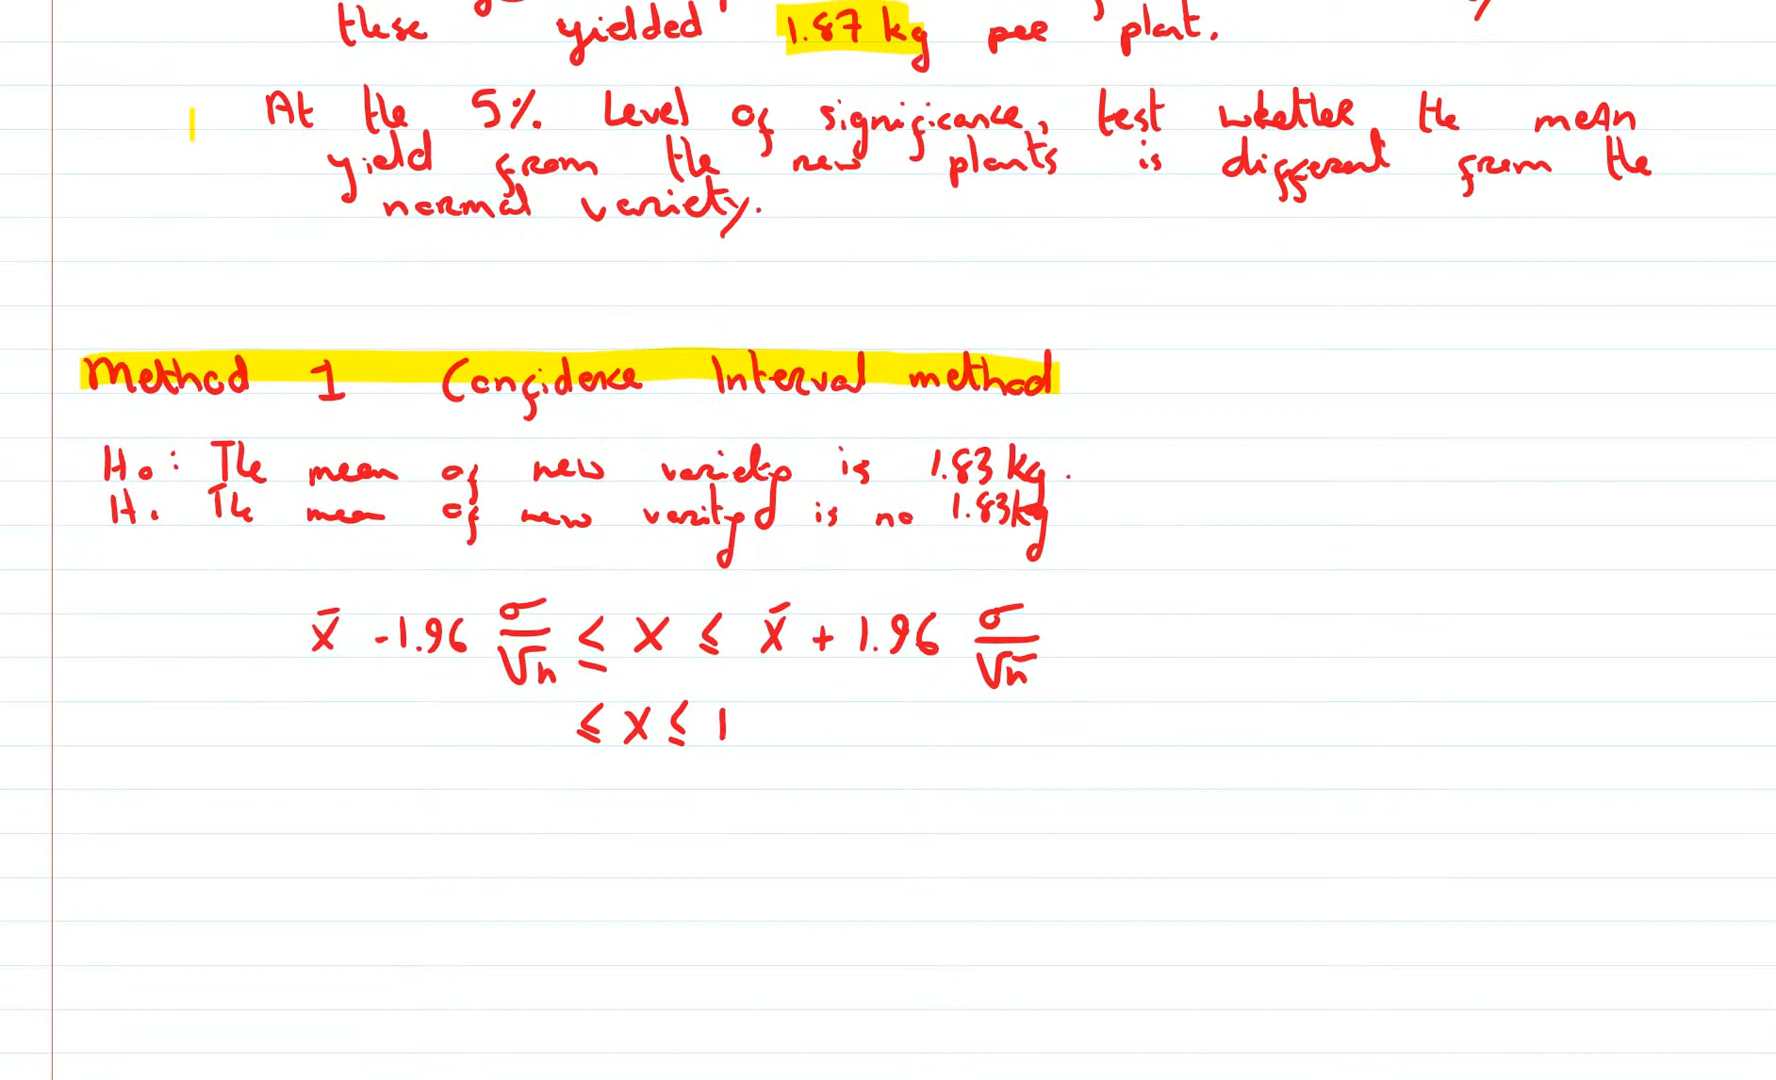 these yielded 1.87 kg per plant.
At the 5% level of significance, test whether the mean
yield from the new plants is different from the
normal variety.
Method 1 Confidence Interval method
H₀: The mean of new variety is 1.83 kg.
H. The mean of new is no 1.83kg
x̄ - 1.96 σ/√n ≤ x ≤ x̄ + 1.96 σ/√n
≤ x ≤ 1